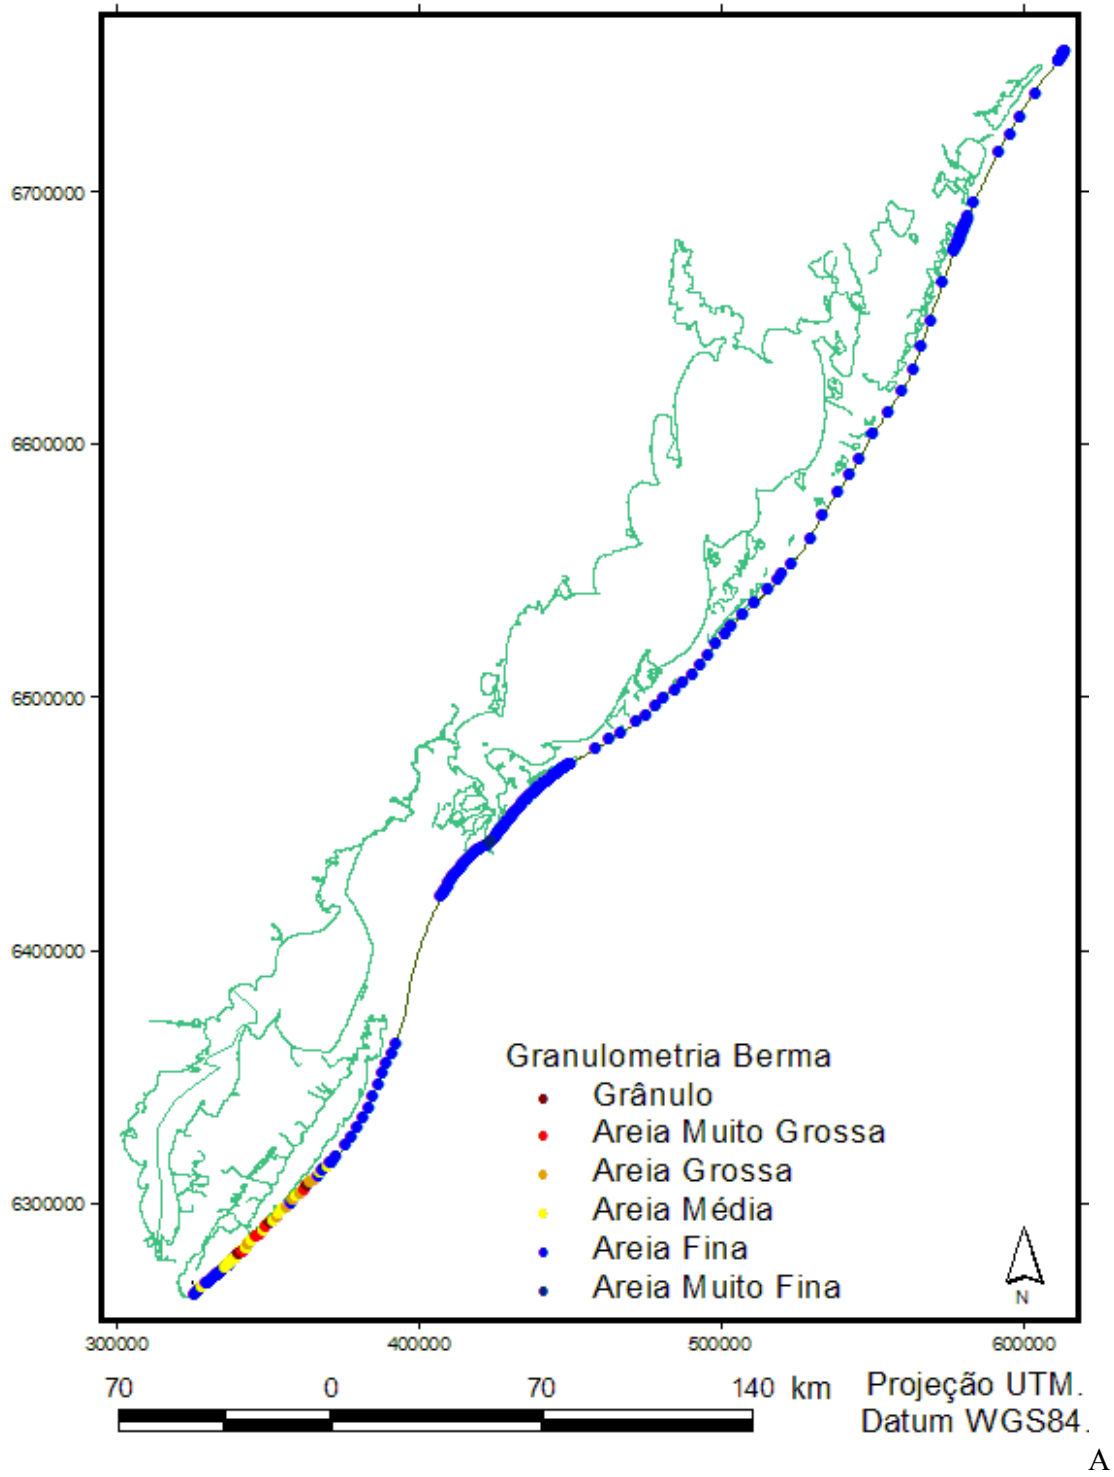 6700000
6600000
6500000
6400000
6300000
Granulometria Berma
Grânulo
Areia Muito Grossa
Areia Grossa
Areia Média
Areia Fina
Areia Muito Fina
N
300000 400000 500000 600000
70 0 70 140 km
Projeção UTM.
Datum WGS84.
A